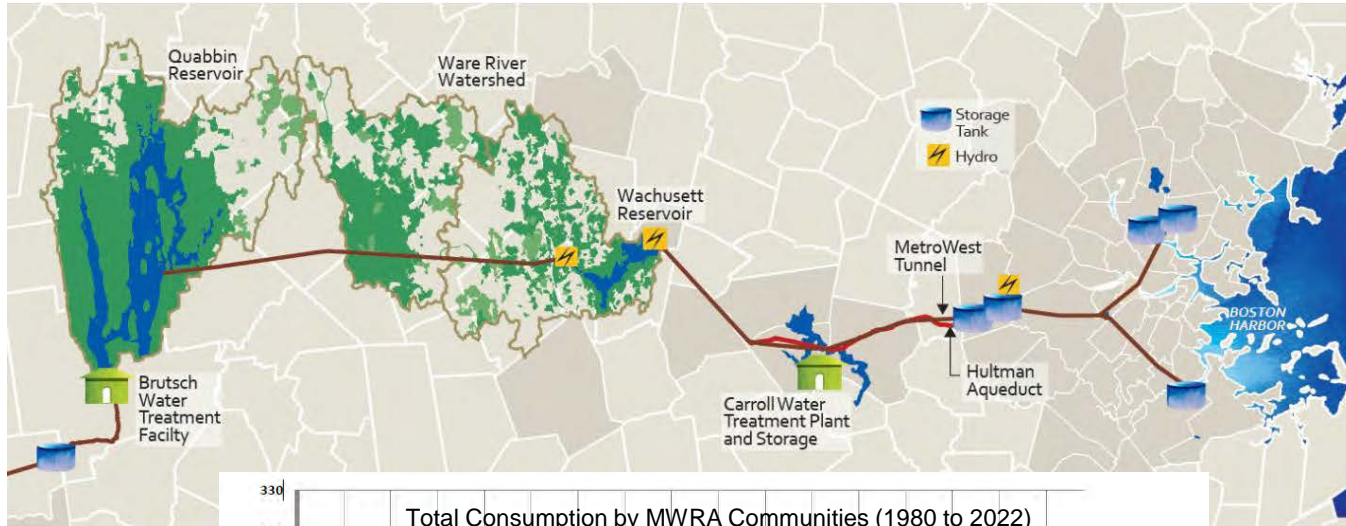 Quabbin
Reservoir
Ware River
Watershed
Storage
Tank
Hydro
Wachusett
Reservoir
MetroWest
Tunnel
BOSTON
HARBOR
Brutsch
Water
Treatment
Facilty
Carroll Water
Treatment Plant
and Storage
Hultman
Aqueduct
330
Total Consumption by MWRA Communities (1980 to 2022)